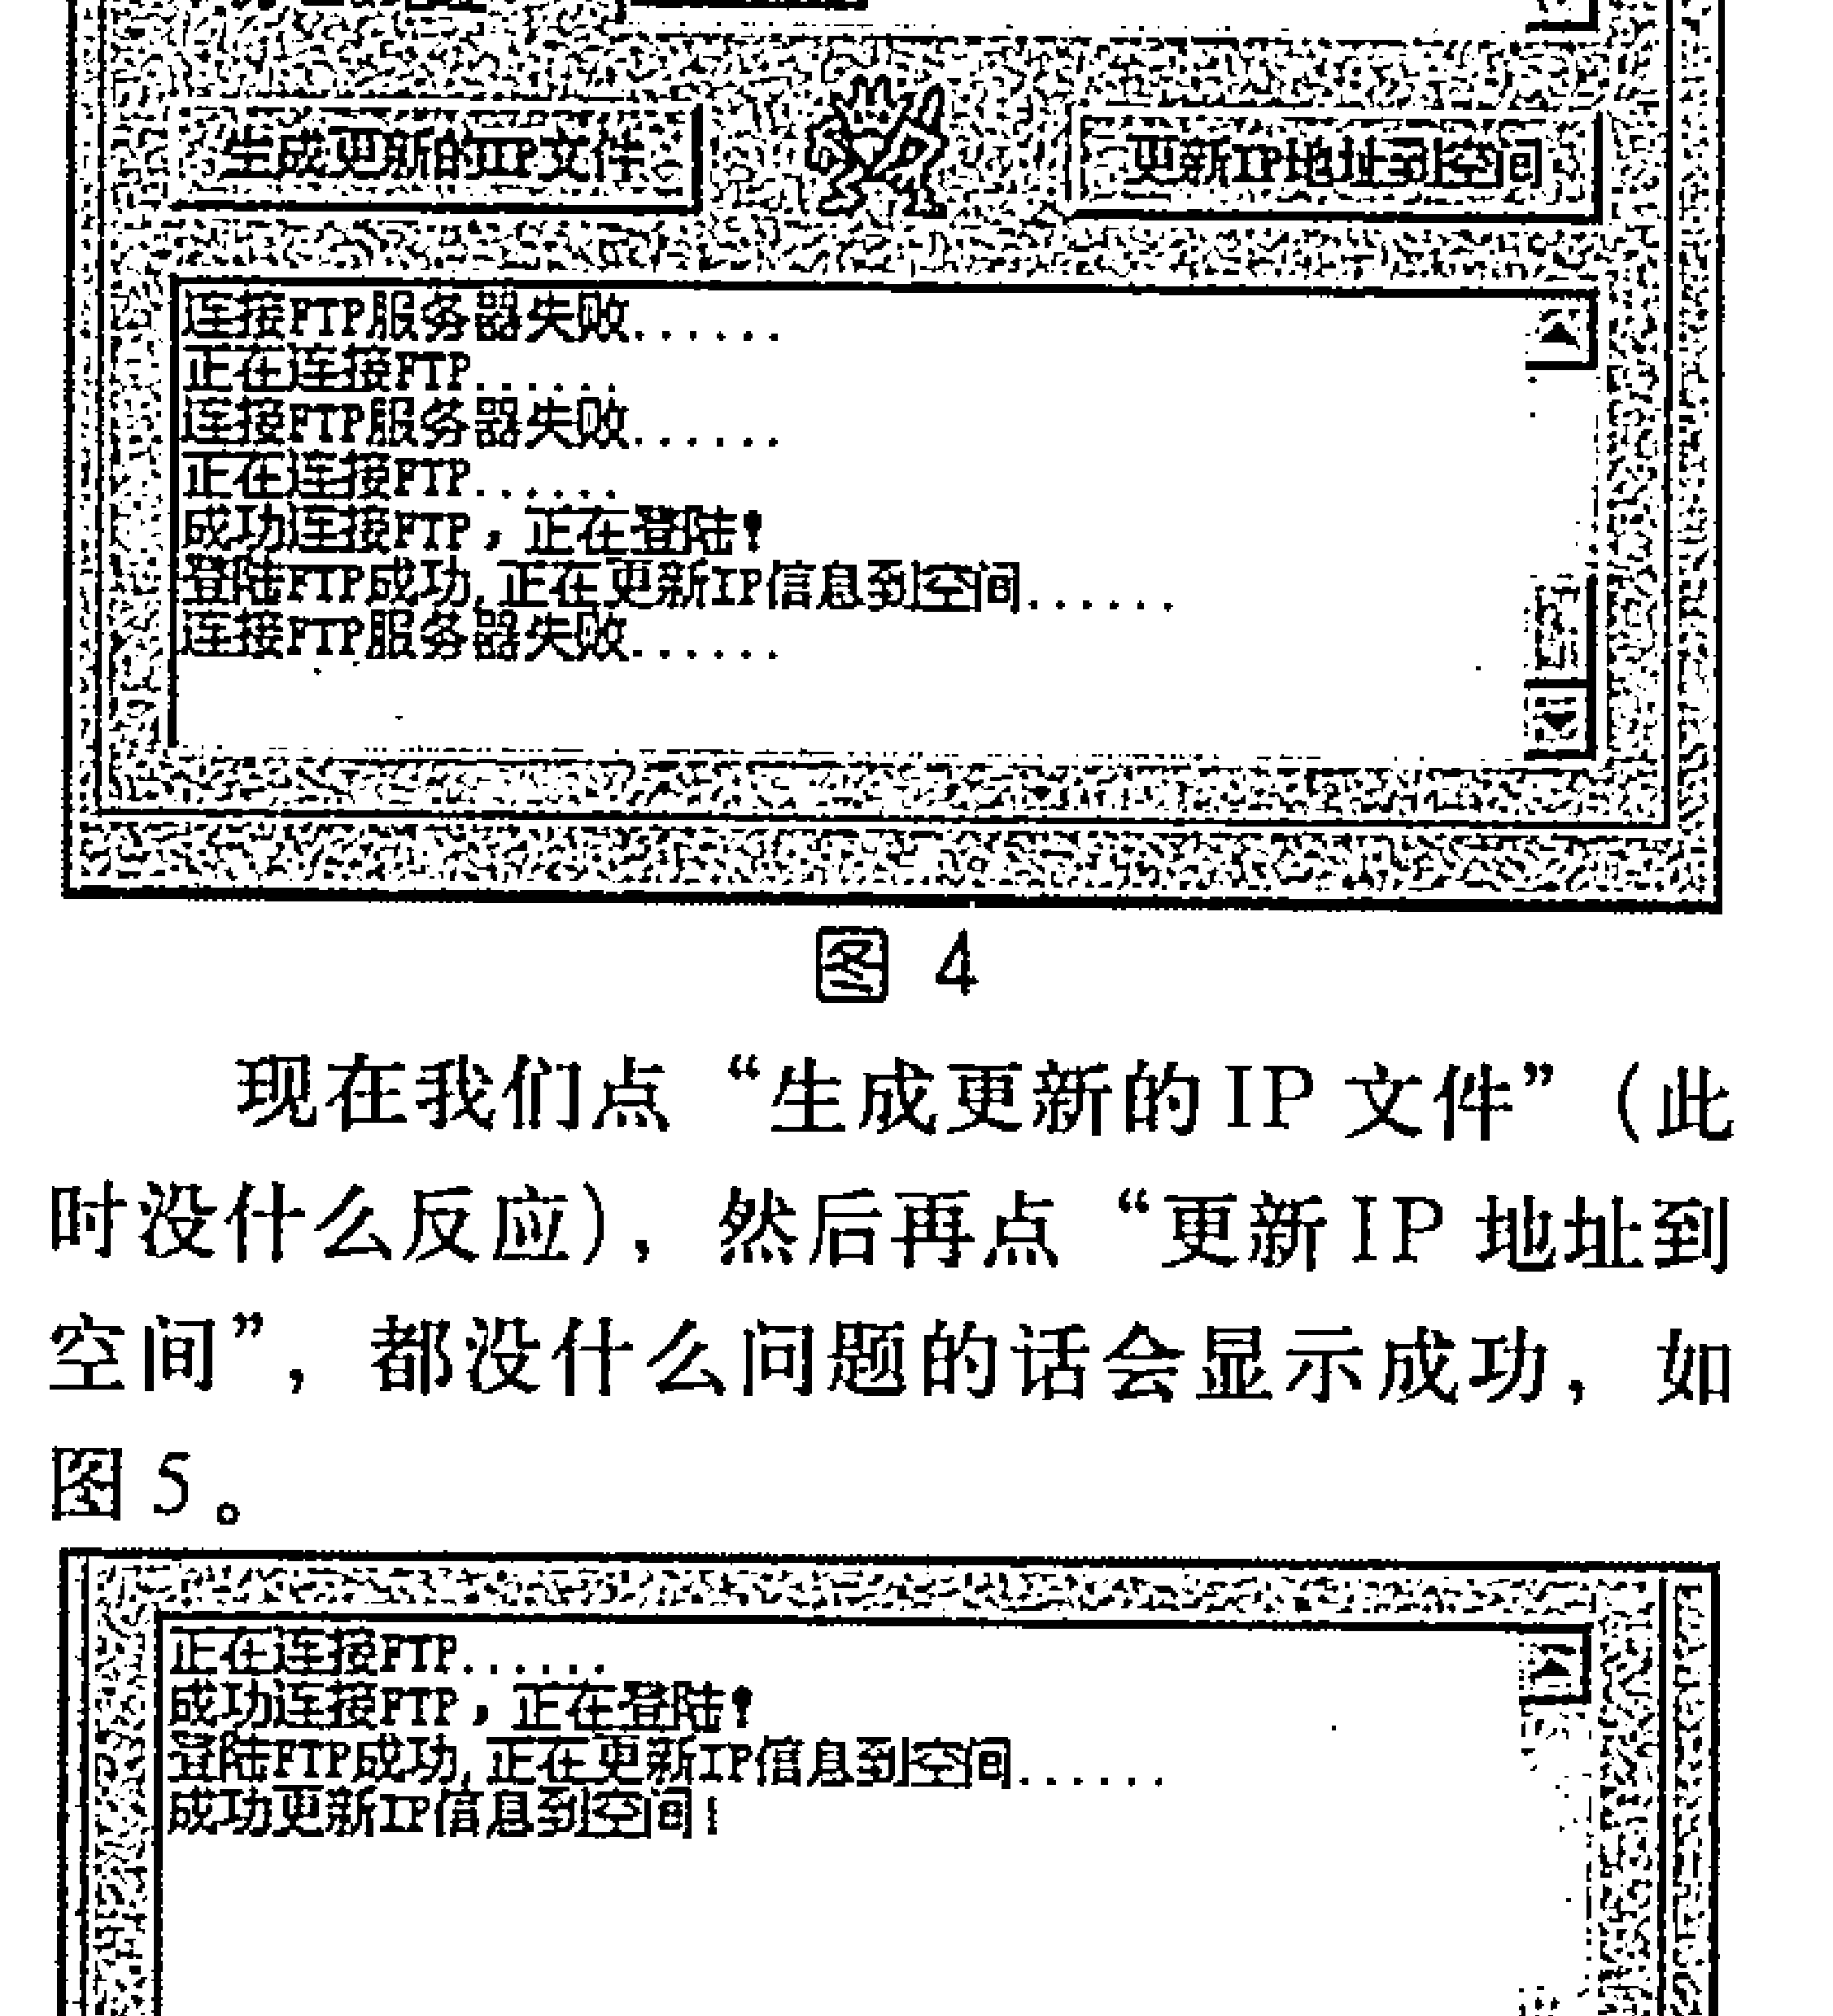 生成更新的IP文件
更新IP地址到空间
连接FTP服务器失败......
正在连接FTP......
连接FTP服务器失败......
正在连接FTP......
成功连接FTP，正在登陆!
登陆FTP成功,正在更新IP信息到空间......
连接FTP服务器失败......
图 4
现在我们点“生成更新的IP文件”（此
时没什么反应），然后再点“更新IP地址到
空间”，都没什么问题的话会显示成功，如
图5。
正在连接FTP......
成功连接FTP，正在登陆!
登陆FTP成功,正在更新IP信息到空间......
成功更新IP信息到空间!